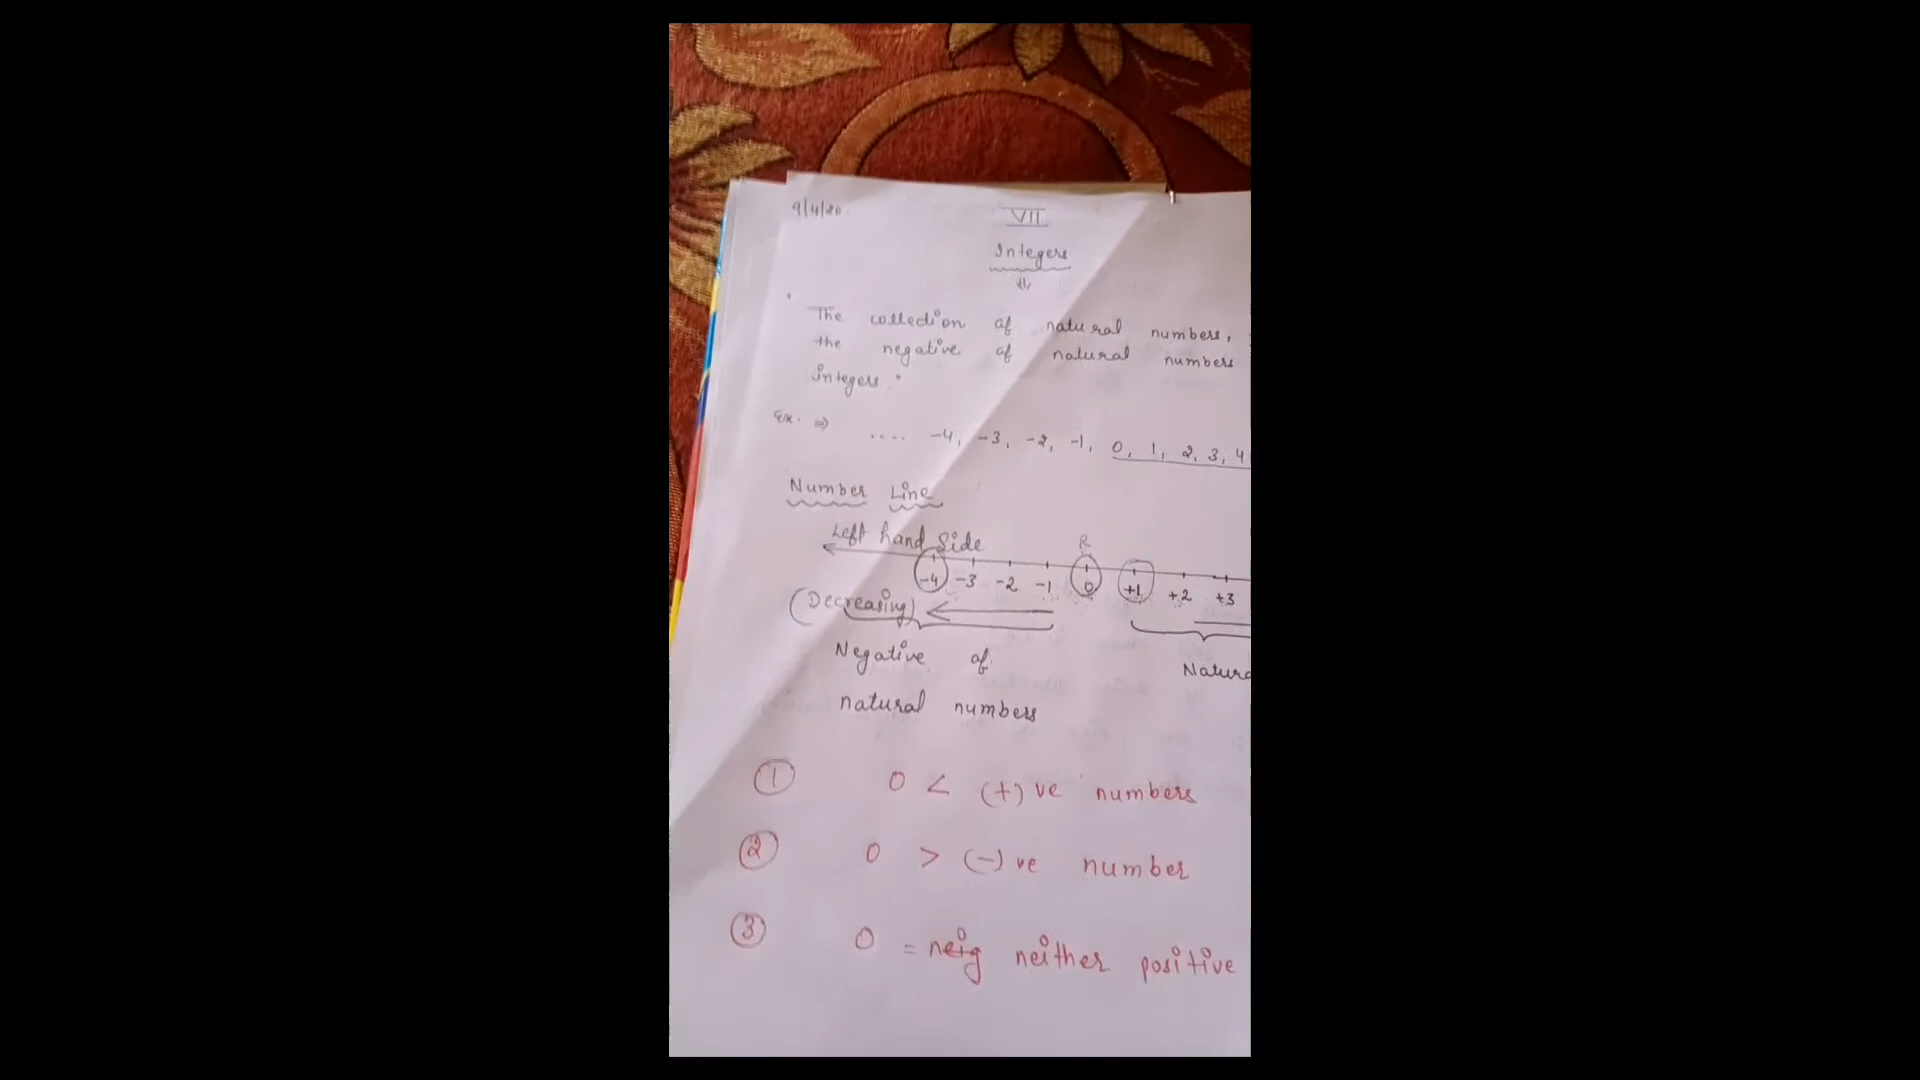 9/4/20
VII
Integers
"The collection of natural numbers,
the negative of natural numbers
integers."
Ex. ⇒ .... -4, -3, -2, -1, 0, 1, 2, 3, 4
Number Line
Left hand side
R
-4 -3 -2 -1 0 +1 +2 +3
(Decreasing)
Negative of
natural numbers
Natura
① 0 < (+)ve numbers
② 0 > (-)ve number
③ 0 = neither positive